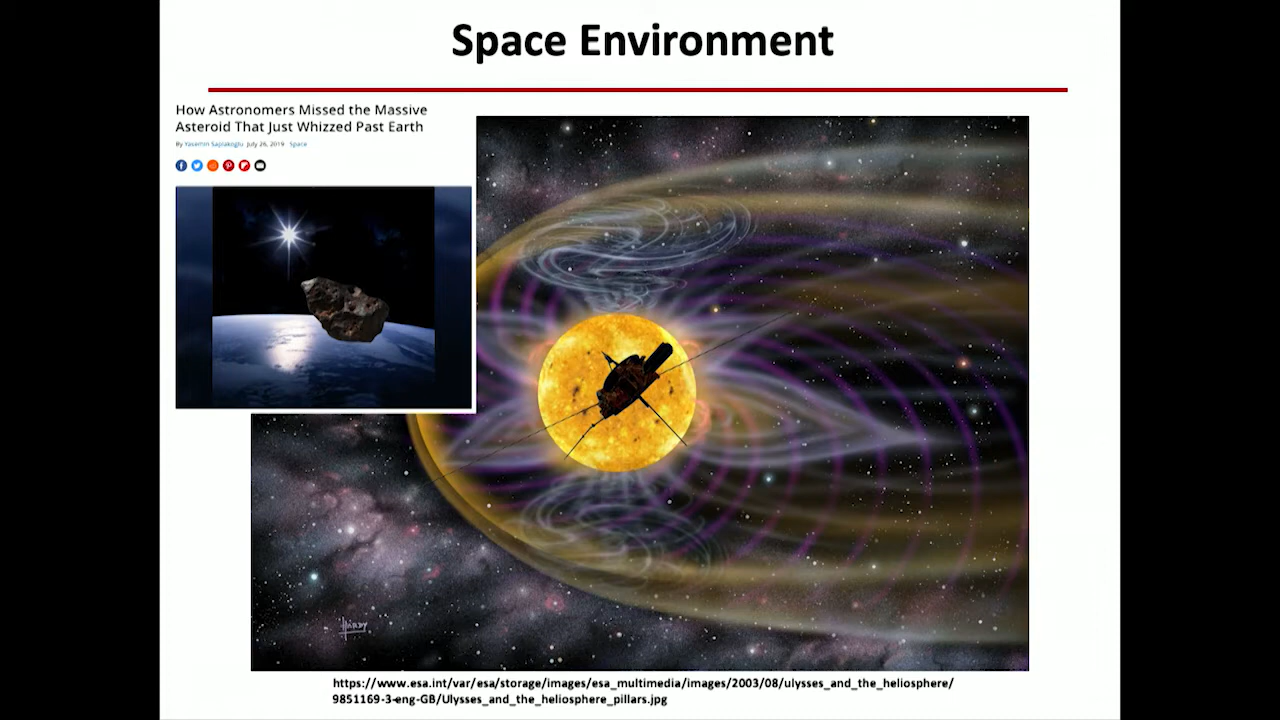 Space Environment
How Astronomers Missed the Massive
Asteroid That Just Whizzed Past Earth
By Yasemin Saplakoglu July 26, 2019 Space
HARDY
https://www.esa.int/var/esa/storage/images/esa_multimedia/images/2003/08/ulysses_and_the_heliosphere/
9851169-3-eng-GB/Ulysses_and_the_heliosphere_pillars.jpg